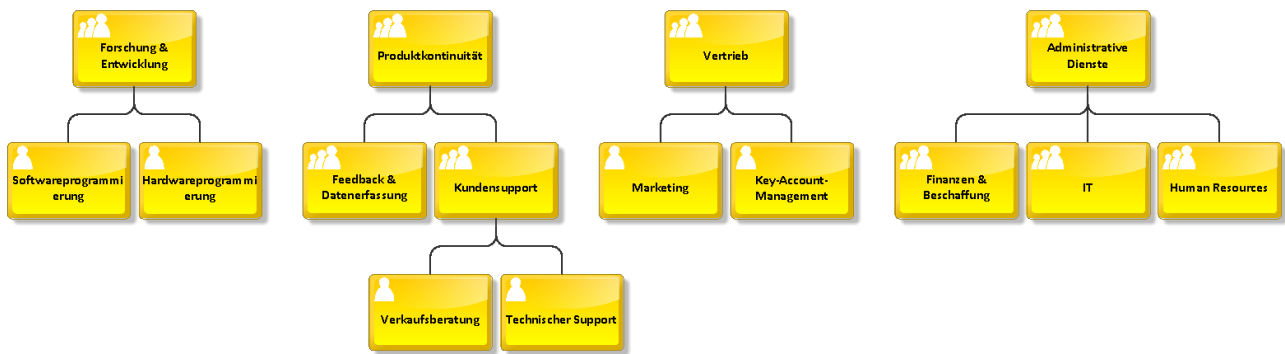 Forschung &
Entwicklung
Produktkontinuität
Vertrieb
Administrative
Dienste
Softwareprogrammi
erung
Hardwareprogrammi
erung
Feedback &
Datenerfassung
Kundensupport
Marketing
Key-Account-
Management
Finanzen &
Beschaffung
IT
Human Resources
Verkaufsberatung
Technischer Support